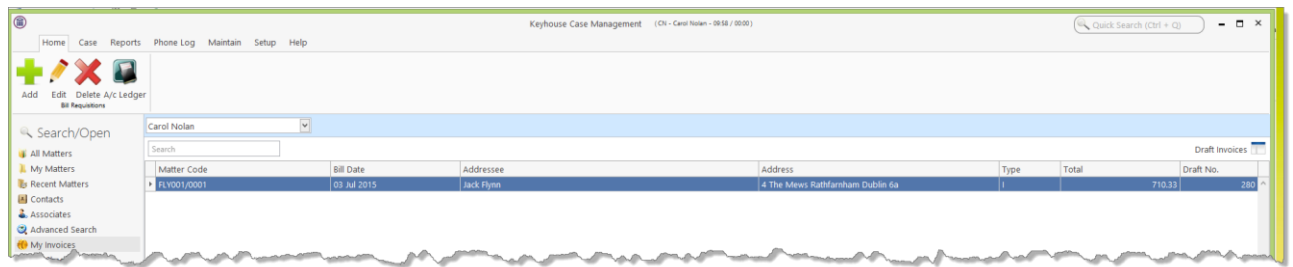 Keyhouse Case Management (CN - Carol Nolan - 09:58 / 00:00)
Quick Search (Ctrl + Q)
Home Case Reports Phone Log Maintain Setup Help
Add Edit Delete A/c Ledger
Bill Requisitions
Search/Open
Carol Nolan
Search
Draft Invoices
All Matters
My Matters
Recent Matters
Contacts
Associates
Advanced Search
My Invoices
Matter Code Bill Date Addressee Address Type Total Draft No.
FLY001/0001 03 Jul 2015 Jack Flynn 4 The Mews Rathfarnham Dublin 6a I 710.33 280